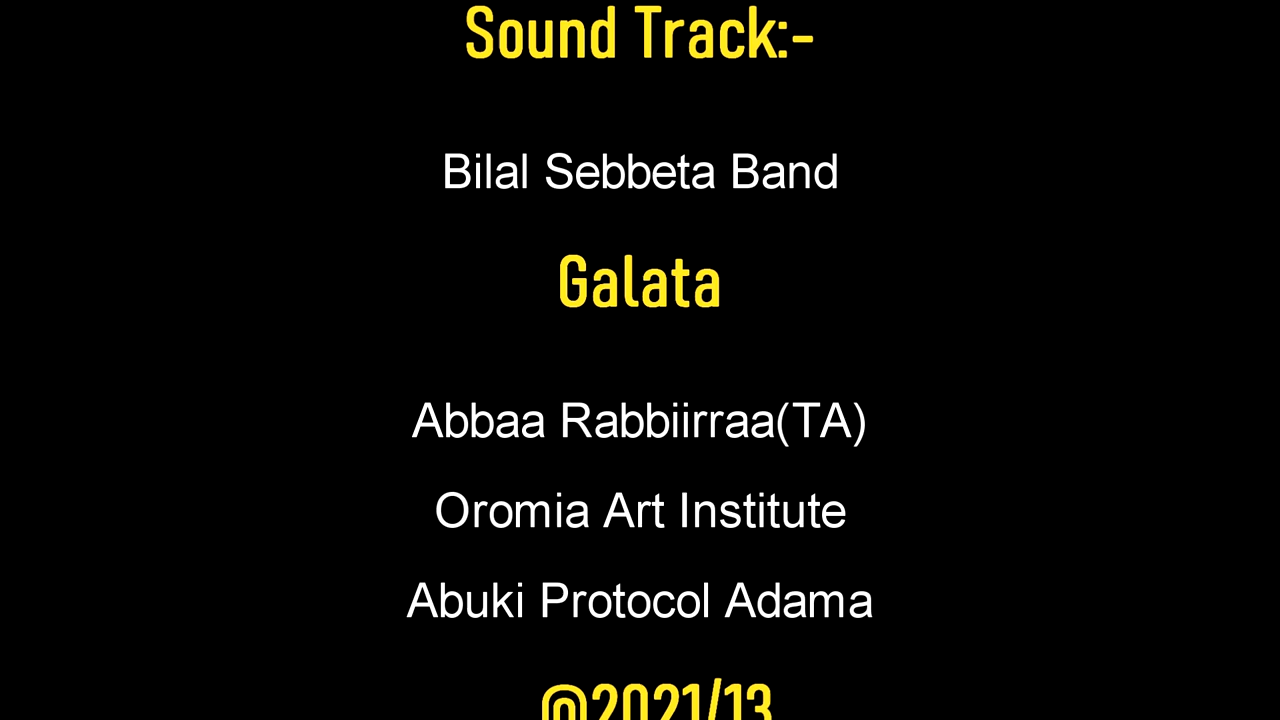 Sound Track:-
Bilal Sebbeta Band
Galata
Abbaa Rabbiirraa(TA)
Oromia Art Institute
Abuki Protocol Adama
@2021/13